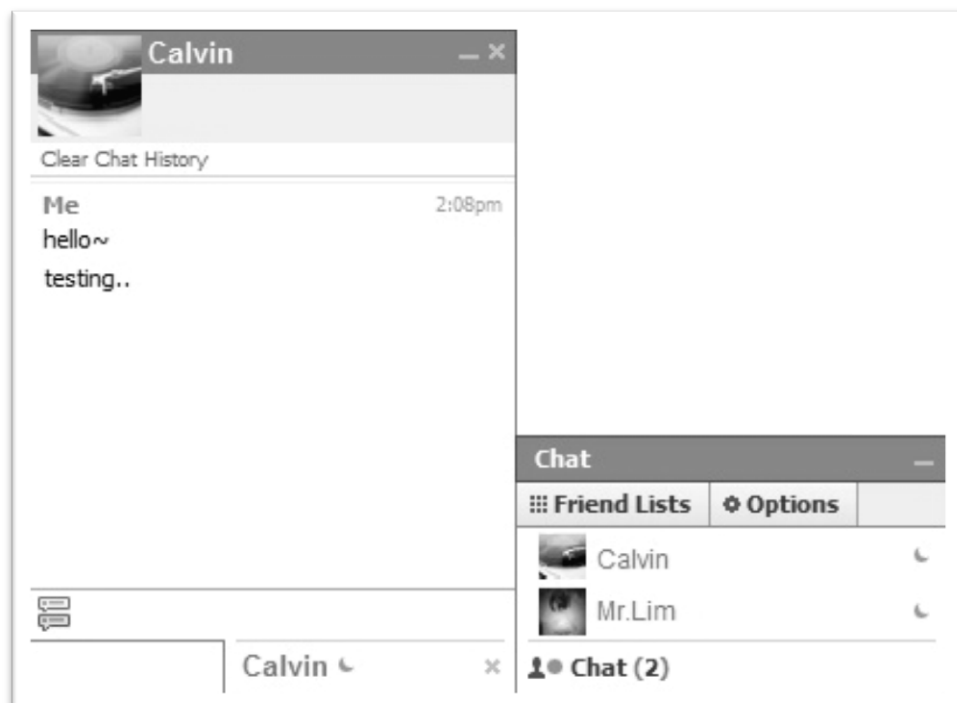 Calvin
Clear Chat History
Me 2:08pm
hello~
testing..
Calvin
Chat
Friend Lists Options
Calvin
Mr.Lim
Chat (2)